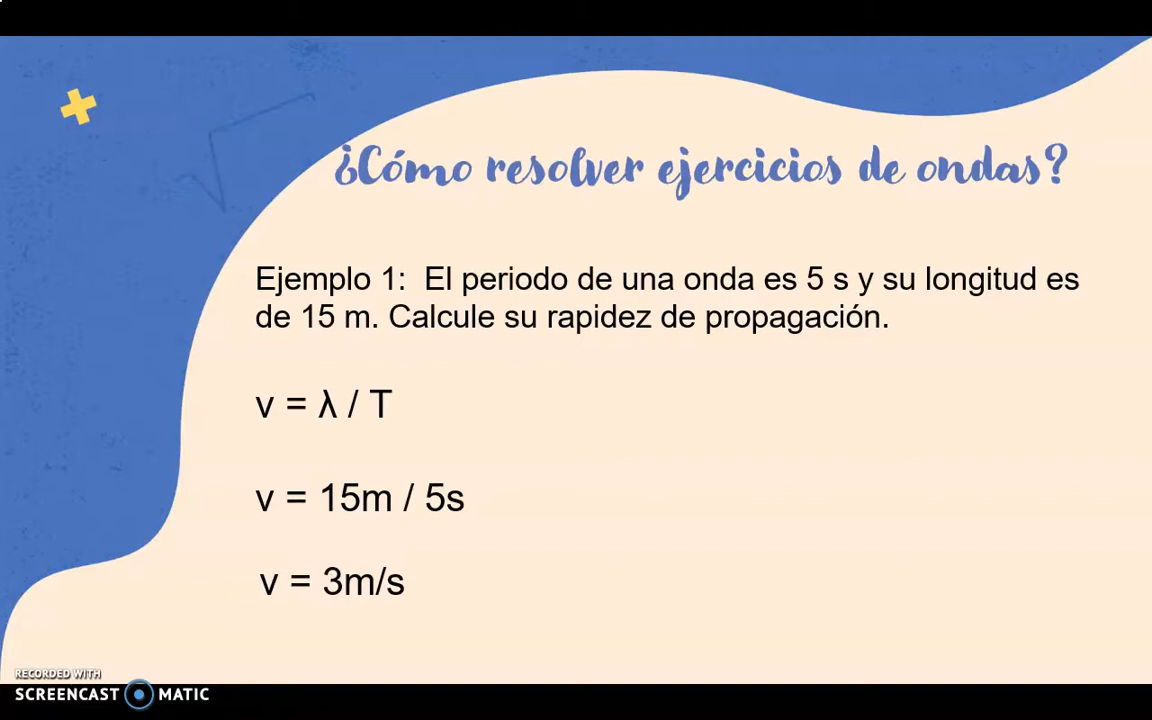 ¿Cómo resolver ejercicios de ondas?
Ejemplo 1: El periodo de una onda es 5 s y su longitud es
de 15 m. Calcule su rapidez de propagación.
v = λ / T
v = 15m / 5s
v = 3m/s
RECORDED WITH
SCREENCAST MATIC